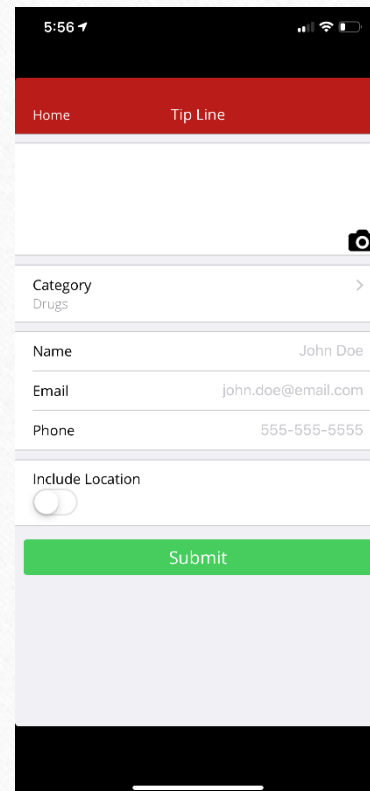 5:56
Home Tip Line
Category
Drugs
Name John Doe
Email john.doe@email.com
Phone 555-555-5555
Include Location
Submit